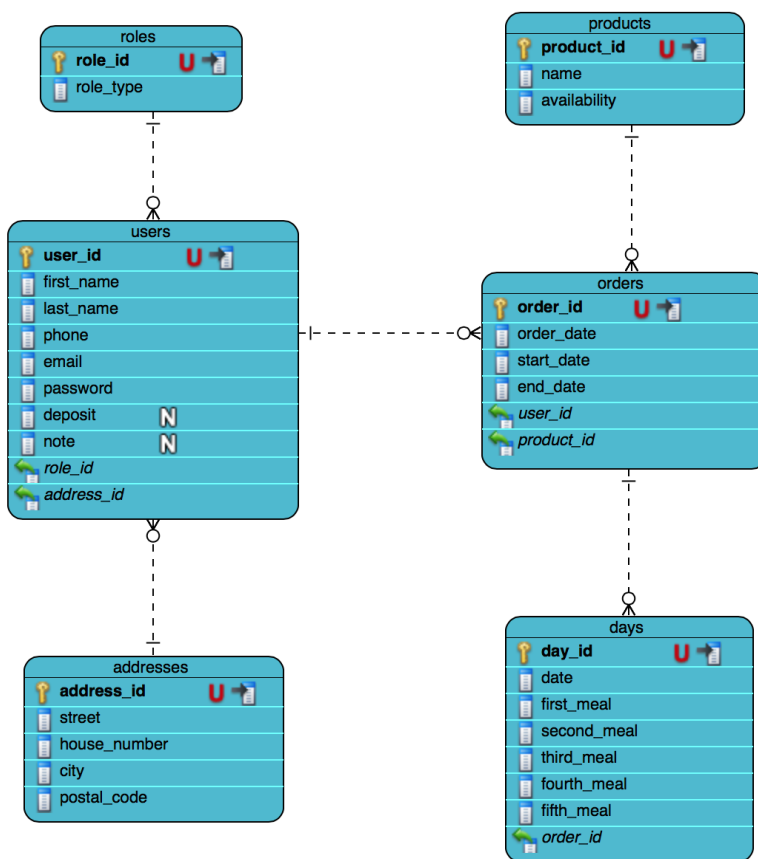 roles
role_id U
role_type
products
product_id U
name
availability
users
user_id U
first_name
last_name
phone
email
password
deposit N
note N
role_id
address_id
orders
order_id U
order_date
start_date
end_date
user_id
product_id
addresses
address_id U
street
house_number
city
postal_code
days
day_id U
date
first_meal
second_meal
third_meal
fourth_meal
fifth_meal
order_id